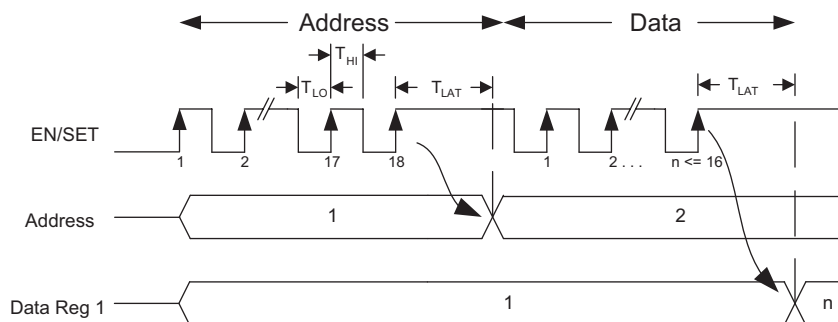 Address Data
T_HI
T_LO T_LAT T_LAT
EN/SET
1 2 17 18 1 2 . . . n <= 16
Address 1 2
Data Reg 1 1 n